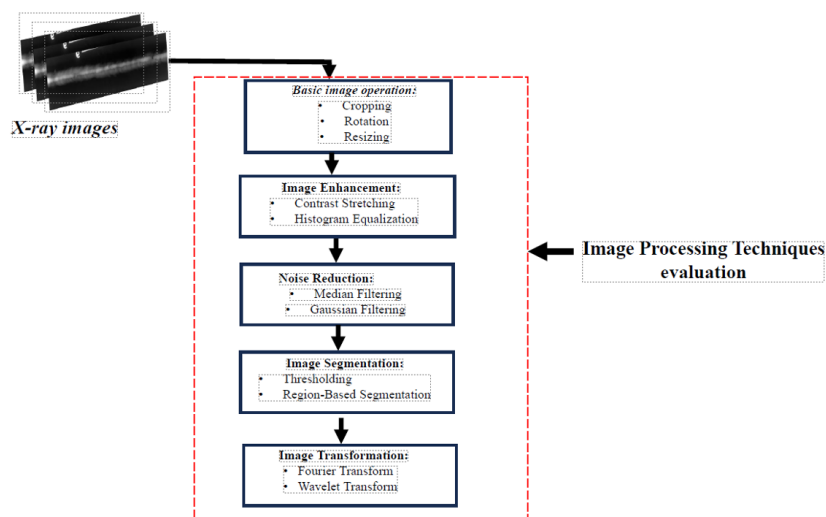 X-ray images
Basic image operation:
• Cropping
• Rotation
• Resizing
Image Enhancement:
• Contrast Stretching
• Histogram Equalization
Noise Reduction:
• Median Filtering
• Gaussian Filtering
Image Segmentation:
• Thresholding
• Region-Based Segmentation
Image Transformation:
• Fourier Transform
• Wavelet Transform
Image Processing Techniques
evaluation